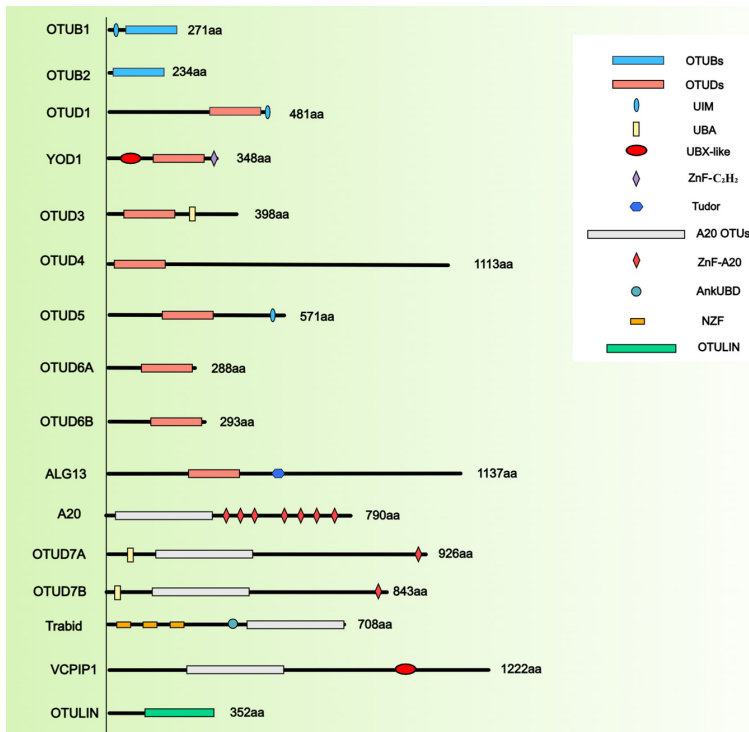 OTUB1 271aa
OTUB2 234aa
OTUD1 481aa
YOD1 348aa
OTUD3 398aa
OTUD4 1113aa
OTUD5 571aa
OTUD6A 288aa
OTUD6B 293aa
ALG13 1137aa
A20 790aa
OTUD7A 926aa
OTUD7B 843aa
Trabid 708aa
VCPIP1 1222aa
OTULIN 352aa
OTUBs
OTUDs
UIM
UBA
UBX-like
ZnF-C₂H₂
Tudor
A20 OTUs
ZnF-A20
AnkUBD
NZF
OTULIN